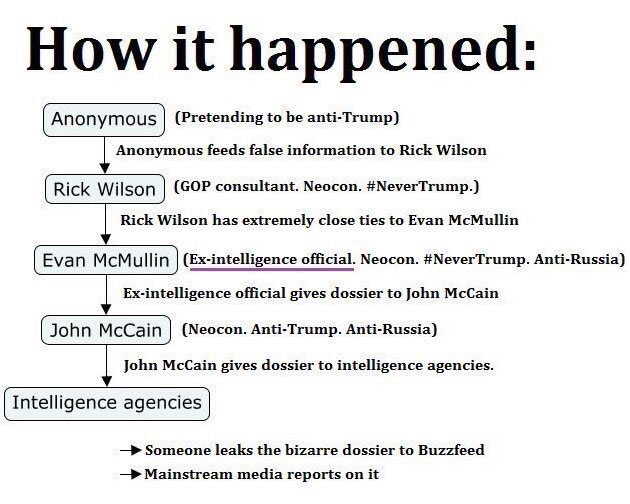 How it happened:
Anonymous (Pretending to be anti-Trump)
Anonymous feeds false information to Rick Wilson
Rick Wilson (GOP consultant. Neocon. #NeverTrump.)
Rick Wilson has extremely close ties to Evan McMullin
Evan McMullin (Ex-intelligence official. Neocon. #NeverTrump. Anti-Russia)
Ex-intelligence official gives dossier to John McCain
John McCain (Neocon. Anti-Trump. Anti-Russia)
John McCain gives dossier to intelligence agencies.
Intelligence agencies
Someone leaks the bizarre dossier to Buzzfeed
Mainstream media reports on it